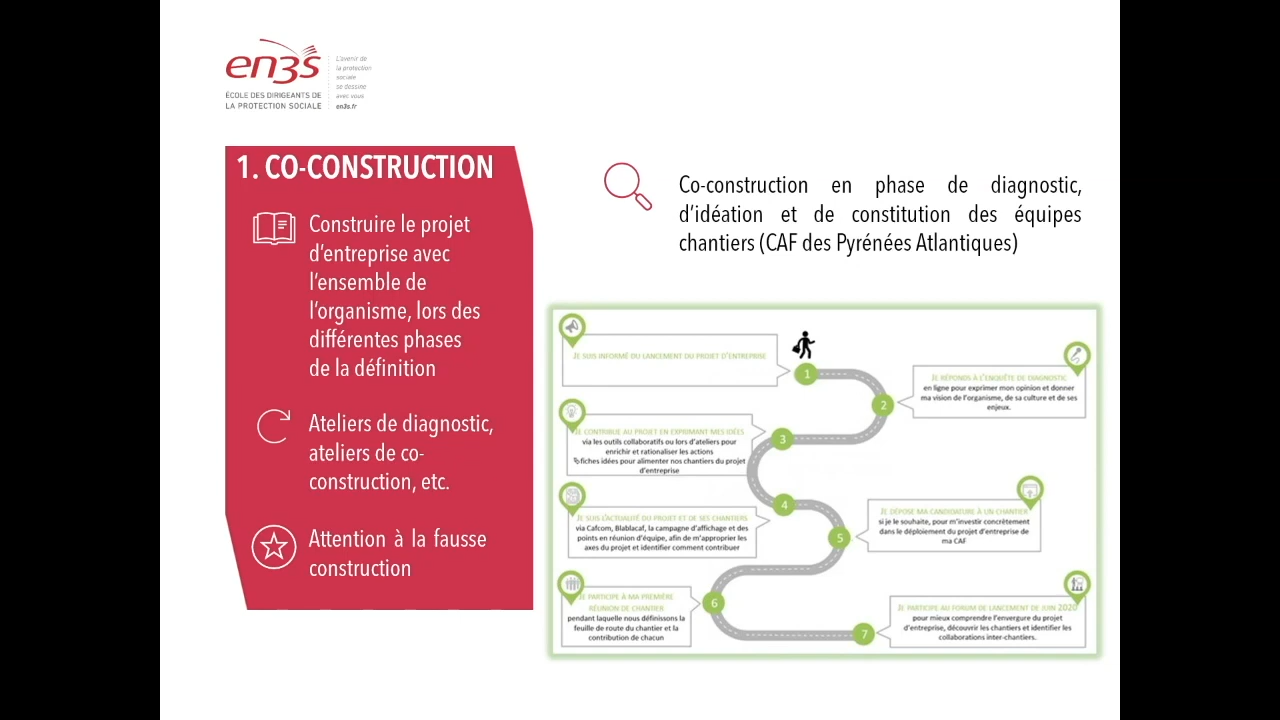 en3s
L'avenir de
la protection
sociale
se dessine
avec vous
en3s.fr
ÉCOLE DES DIRIGEANTS DE
LA PROTECTION SOCIALE
1. CO-CONSTRUCTION
Construire le projet
d'entreprise avec
l'ensemble de
l'organisme, lors des
différentes phases
de la définition
Ateliers de diagnostic,
ateliers de co-
construction, etc.
Attention à la fausse
construction
Co-construction en phase de diagnostic,
d'idéation et de constitution des équipes
chantiers (CAF des Pyrénées Atlantiques)
JE SUIS INFORMÉ DU LANCEMENT DU PROJET D'ENTREPRISE
1
JE RÉPONDS À L'ENQUÊTE DE DIAGNOSTIC
en ligne pour exprimer mon opinion et donner
ma vision de l'organisme, de sa culture et de ses
enjeux.
2
JE CONTRIBUE AU PROJET EN EXPRIMANT MES IDÉES
via les outils collaboratifs ou lors d'ateliers pour
enrichir et rationaliser les actions
fiches idées pour alimenter nos chantiers du projet
d'entreprise
3
JE SUIS L'ACTUALITÉ DU PROJET ET DE SES CHANTIERS
via Cafcom, Blablacaf, la campagne d'affichage et des
points en réunion d'équipe, afin de m'approprier les
axes du projet et identifier comment contribuer
4
JE DÉPOSE MA CANDIDATURE À UN CHANTIER
si je le souhaite, pour m'investir concrètement
dans le déploiement du projet d'entreprise de
ma CAF
5
JE PARTICIPE À MA PREMIÈRE
RÉUNION DE CHANTIER
pendant laquelle nous définissons la
feuille de route du chantier et la
contribution de chacun
6
JE PARTICIPE AU FORUM DE LANCEMENT DE JUIN 2020
pour mieux comprendre l'envergure du projet
d'entreprise, découvrir les chantiers et identifier les
collaborations inter-chantiers.
7